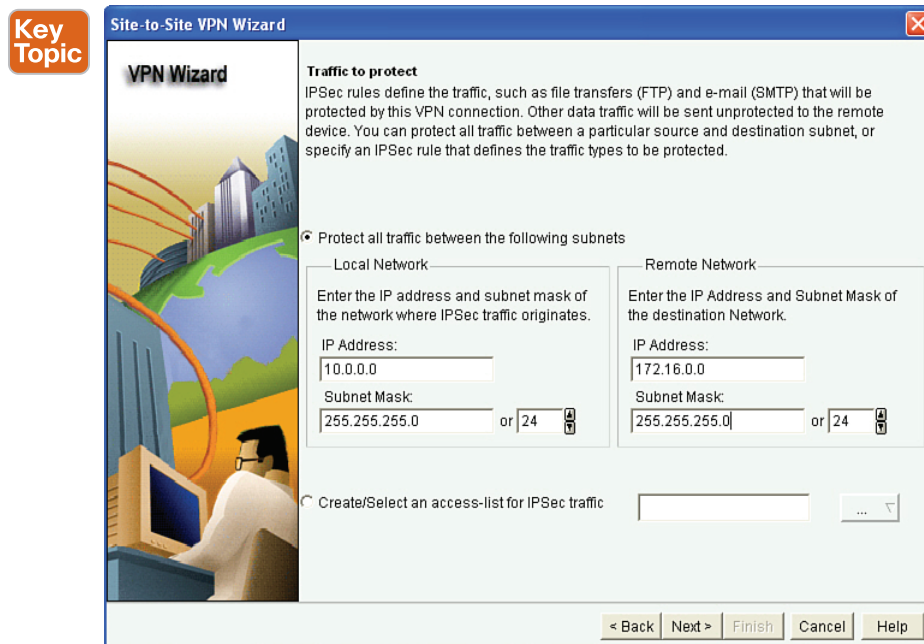 Key
Topic
Site-to-Site VPN Wizard
VPN Wizard
Traffic to protect
IPSec rules define the traffic, such as file transfers (FTP) and e-mail (SMTP) that will be
protected by this VPN connection. Other data traffic will be sent unprotected to the remote
device. You can protect all traffic between a particular source and destination subnet, or
specify an IPSec rule that defines the traffic types to be protected.
Protect all traffic between the following subnets
Local Network
Enter the IP address and subnet mask of
the network where IPSec traffic originates.
IP Address:
10.0.0.0
Subnet Mask:
255.255.255.0 or 24
Remote Network
Enter the IP Address and Subnet Mask of
the destination Network.
IP Address:
172.16.0.0
Subnet Mask:
255.255.255.0 or 24
Create/Select an access-list for IPSec traffic
...
< Back Next > Finish Cancel Help